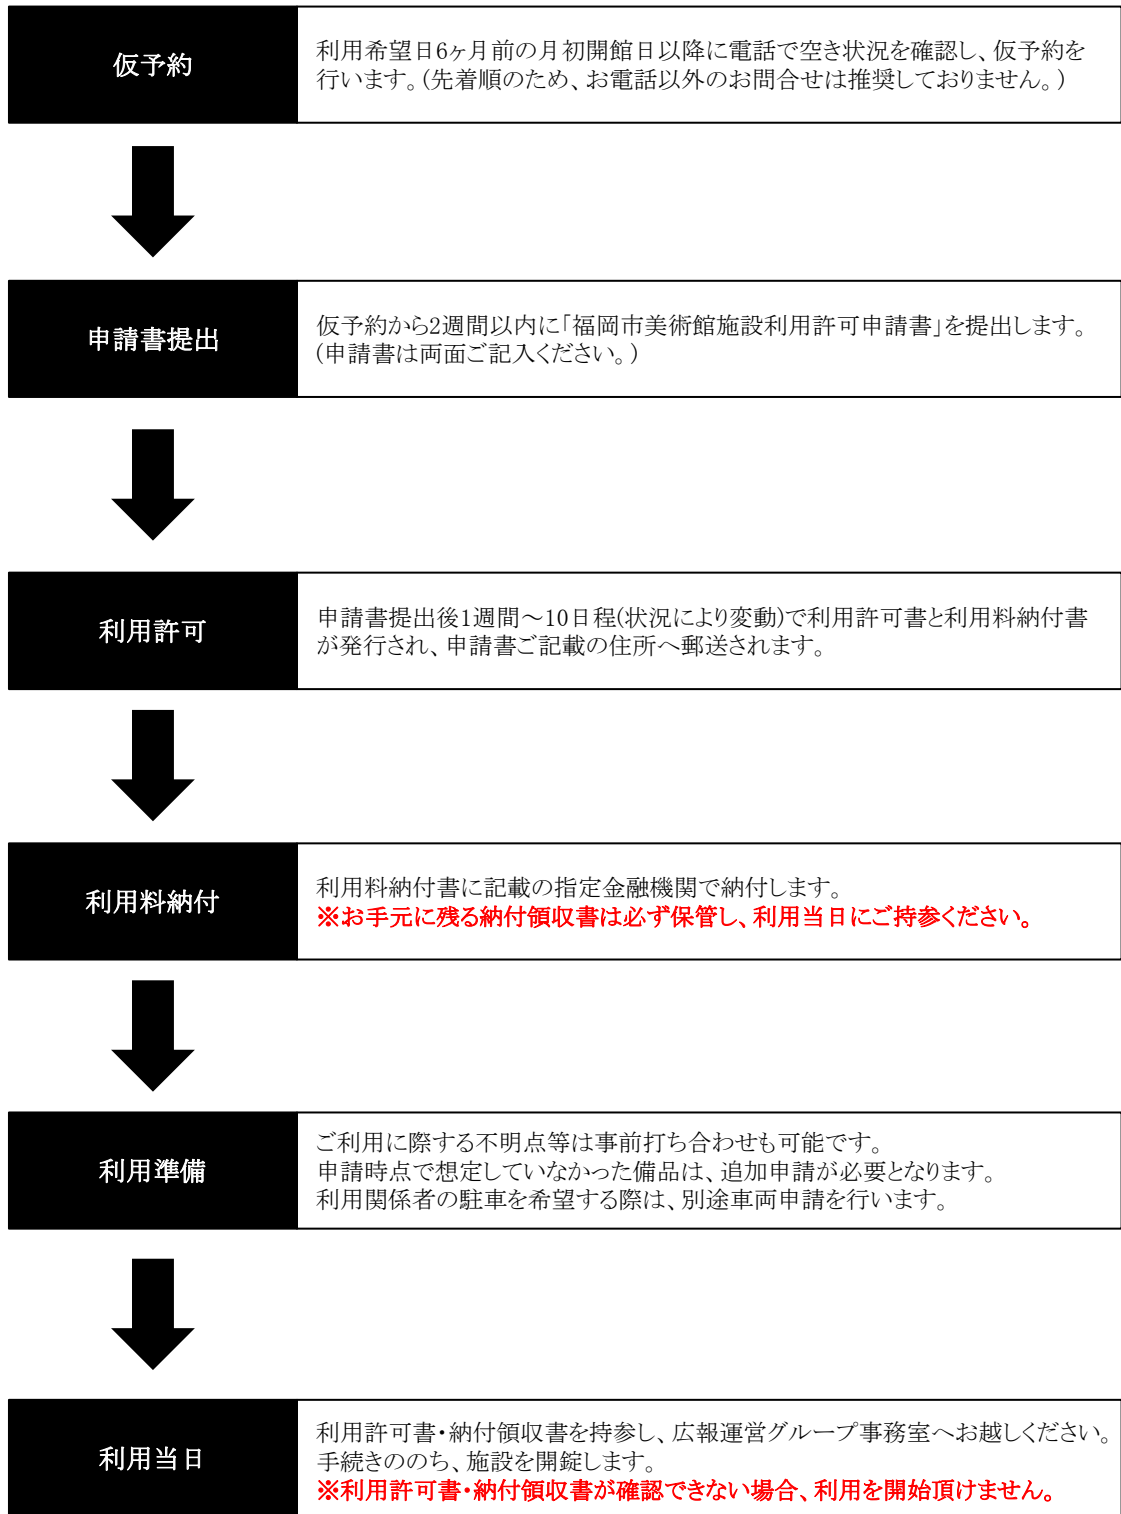 仮予約
利用希望日6ヶ月前の月初開館日以降に電話で空き状況を確認し、仮予約を
行います。(先着順のため、お電話以外のお問合せは推奨しておりません。)
申請書提出
仮予約から2週間以内に「福岡市美術館施設利用許可申請書」を提出します。
(申請書は両面ご記入ください。)
利用許可
申請書提出後1週間～10日程(状況により変動)で利用許可書と利用料納付書
が発行され、申請書ご記載の住所へ郵送されます。
利用料納付
利用料納付書に記載の指定金融機関で納付します。
※お手元に残る納付領収書は必ず保管し、利用当日にご持参ください。
利用準備
ご利用に際する不明点等は事前打ち合わせも可能です。
申請時点で想定していなかった備品は、追加申請が必要となります。
利用関係者の駐車を希望する際は、別途車両申請を行います。
利用当日
利用許可書・納付領収書を持参し、広報運営グループ事務室へお越しください。
手続きののち、施設を開錠します。
※利用許可書・納付領収書が確認できない場合、利用を開始頂けません。